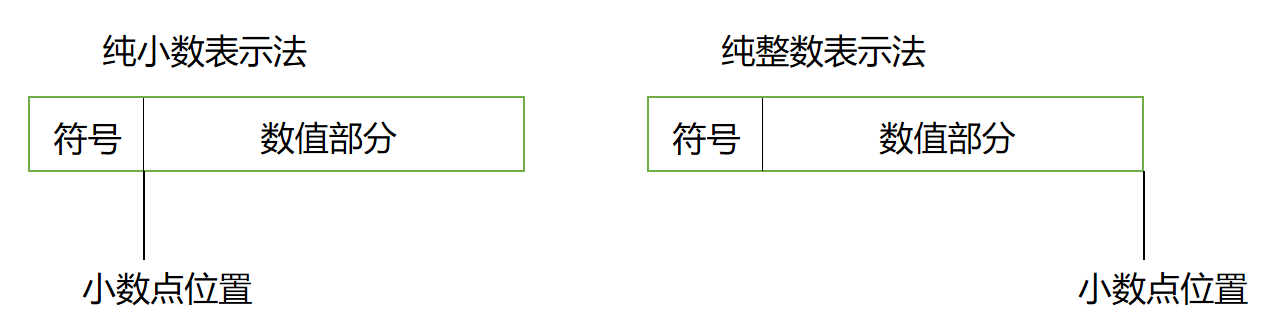 纯小数表示法
纯整数表示法
符号
数值部分
符号
数值部分
小数点位置
小数点位置